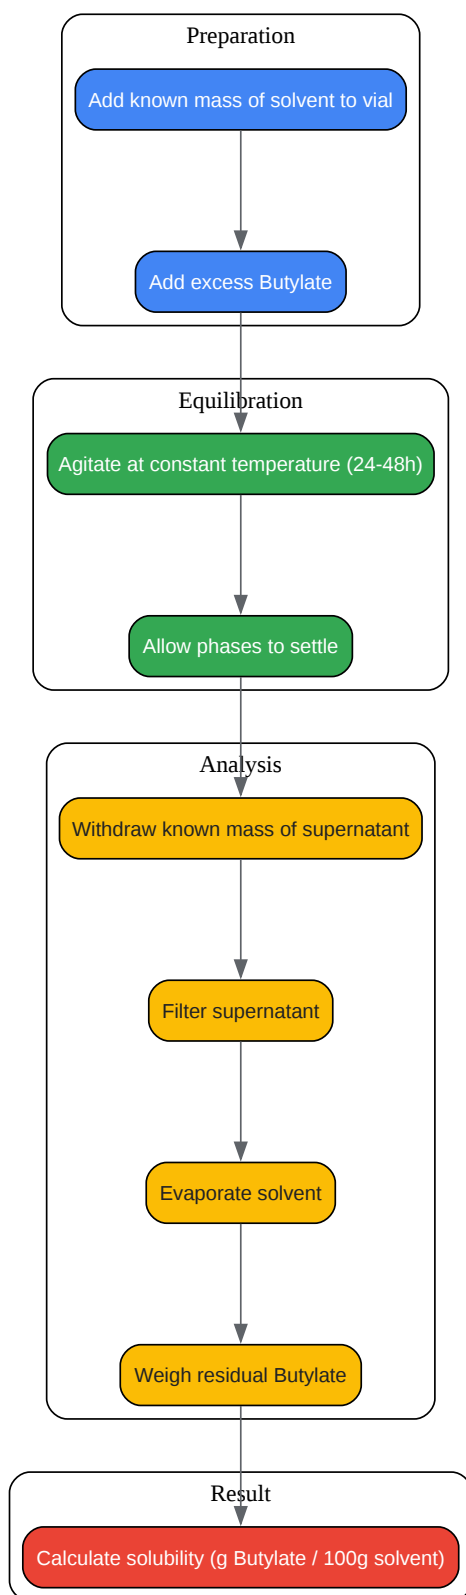 Preparation
Add known mass of solvent to vial
Add excess Butylate
Equilibration
Agitate at constant temperature (24-48h)
Allow phases to settle
Analysis
Withdraw known mass of supernatant
Filter supernatant
Evaporate solvent
Weigh residual Butylate
Result
Calculate solubility (g Butylate / 100g solvent)